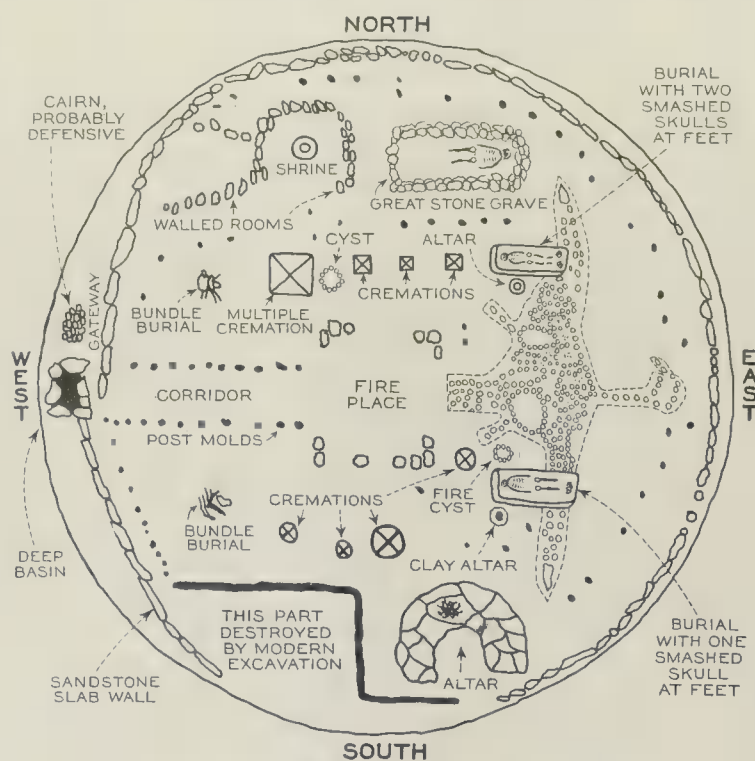 NORTH
CAIRN,
PROBABLY
DEFENSIVE
BURIAL
WITH TWO
SMASHED
SKULLS
AT FEET
SHRINE
GREAT STONE GRAVE
WALLED ROOMS
CYST
ALTAR
GATEWAY
BUNDLE
BURIAL
MULTIPLE
CREMATION
CREMATIONS
WEST
EAST
CORRIDOR
FIRE
PLACE
POST MOLDS
CREMATIONS
FIRE
CYST
BUNDLE
BURIAL
DEEP
BASIN
CLAY ALTAR
THIS PART
DESTROYED
BY MODERN
EXCAVATION
BURIAL
WITH ONE
SMASHED
SKULL
AT FEET
SANDSTONE
SLAB WALL
ALTAR
SOUTH